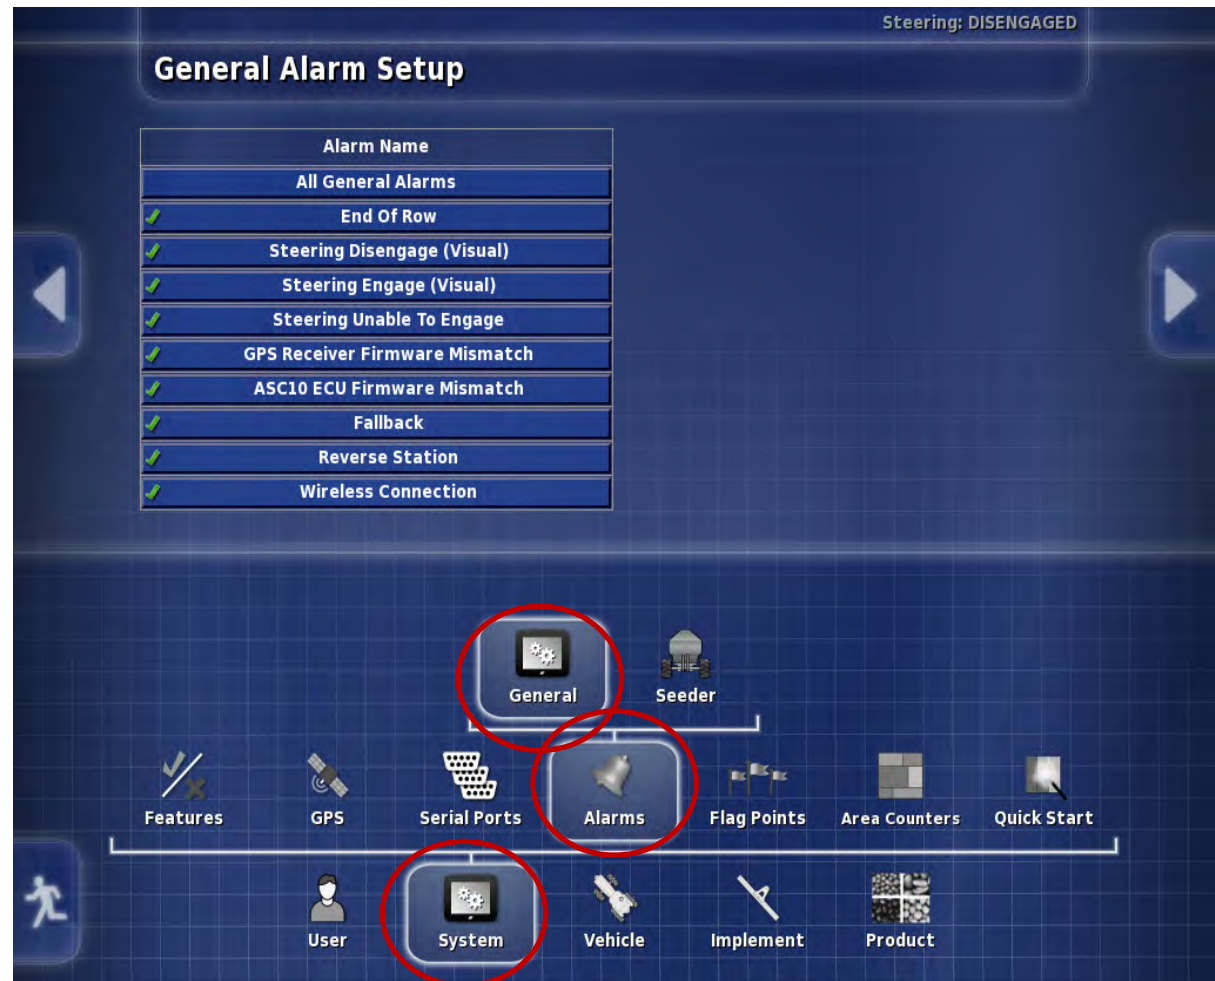 Steering: DISENGAGED
General Alarm Setup
Alarm Name
All General Alarms
End Of Row
Steering Disengage (Visual)
Steering Engage (Visual)
Steering Unable To Engage
GPS Receiver Firmware Mismatch
ASC10 ECU Firmware Mismatch
Fallback
Reverse Station
Wireless Connection
General Seeder
Features GPS Serial Ports Alarms Flag Points Area Counters Quick Start
User System Vehicle Implement Product